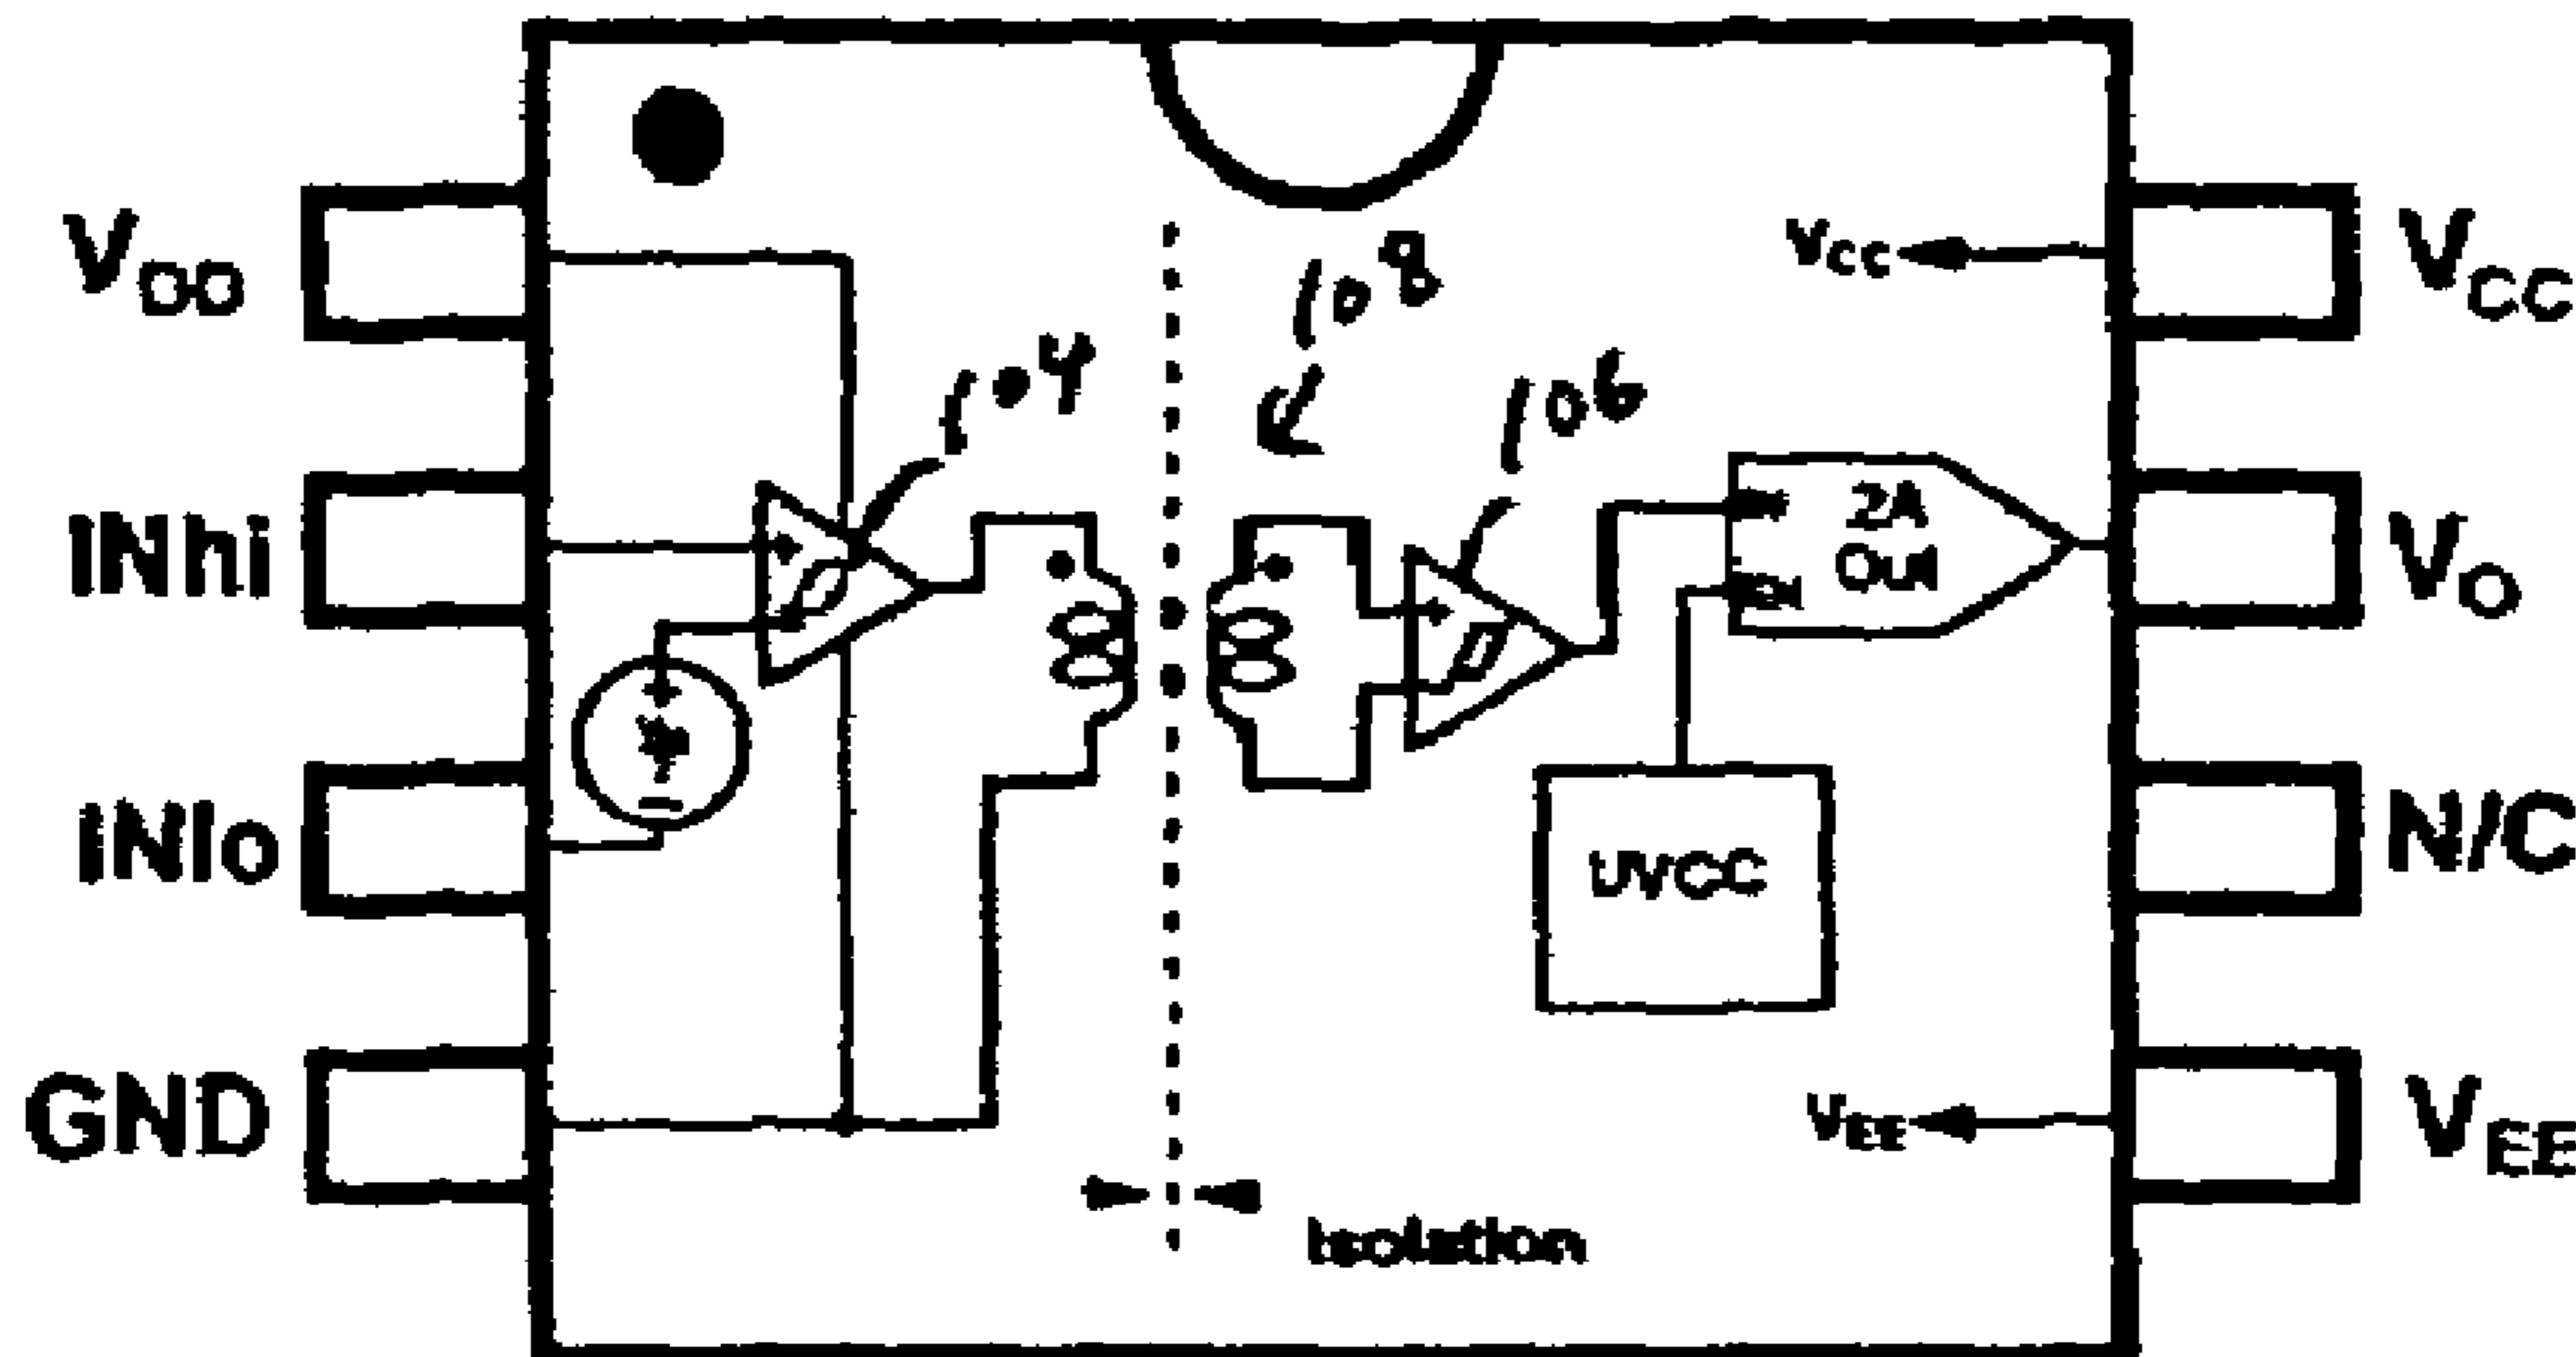 VDD
INhi
INlo
GND
104
108
106
2A
Out
UVCC
Isolation
VCC
VEE
VCC
VO
N/C
VEE